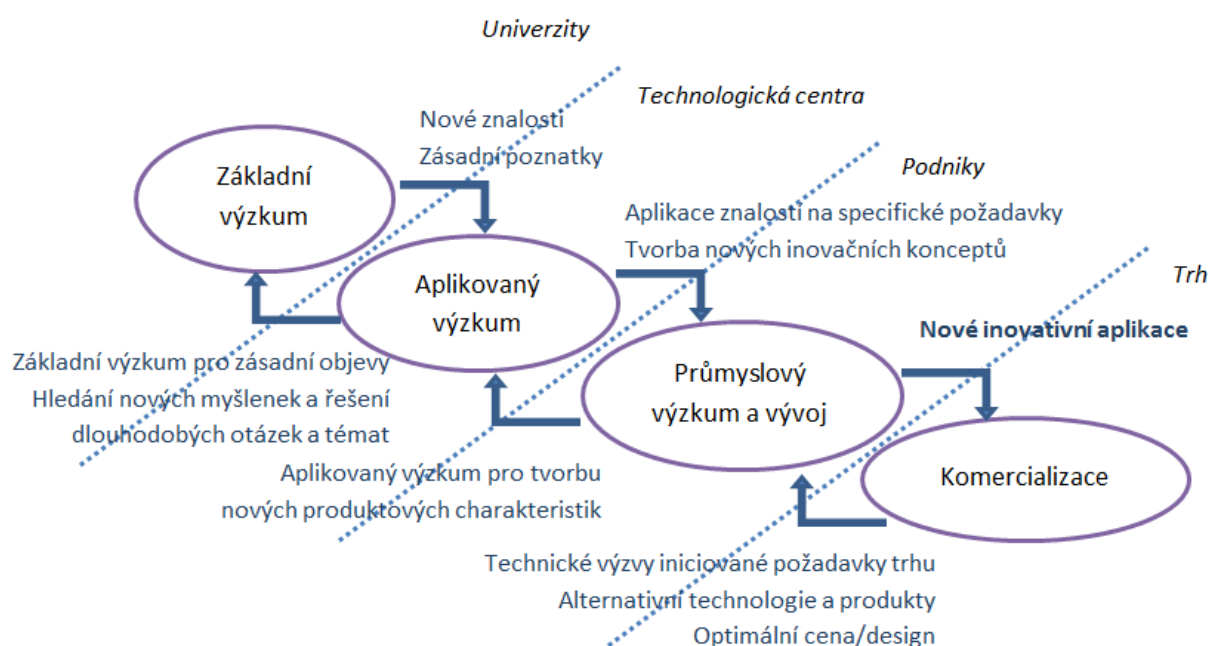 Univerzity
Technologická centra
Nové znalosti
Zásadní poznatky
Podniky
Základní
výzkum
Aplikace znalostí na specifické požadavky
Tvorba nových inovačních konceptů
Trh
Aplikovaný
výzkum
Nové inovativní aplikace
Základní výzkum pro zásadní objevy
Hledání nových myšlenek a řešení
dlouhodobých otázek a témat
Průmyslový
výzkum a vývoj
Aplikovaný výzkum pro tvorbu
nových produktových charakteristik
Komercializace
Technické výzvy iniciované požadavky trhu
Alternativní technologie a produkty
Optimální cena/design